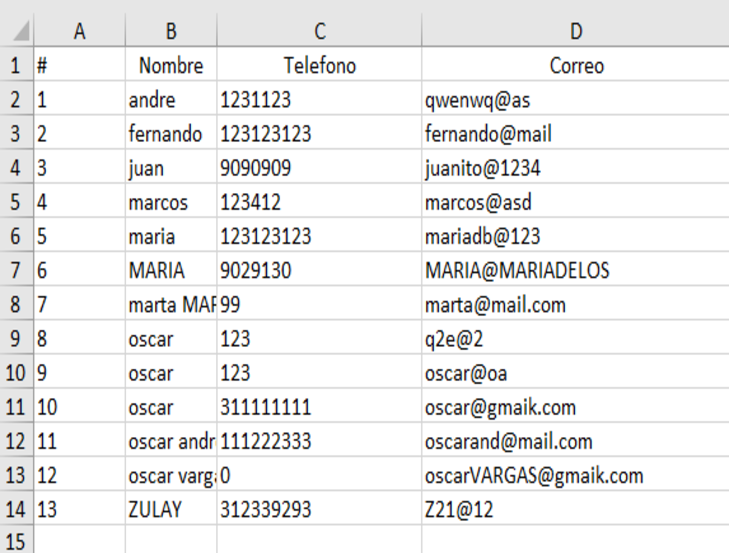 A B C D
1 # Nombre Telefono Correo
2 1 andre 1231123 qwenwq@as
3 2 fernando 123123123 fernando@mail
4 3 juan 9090909 juanito@1234
5 4 marcos 123412 marcos@asd
6 5 maria 123123123 mariadb@123
7 6 MARIA 9029130 MARIA@MARIADELOS
8 7 marta MAR 99 marta@mail.com
9 8 oscar 123 q2e@2
10 9 oscar 123 oscar@oa
11 10 oscar 311111111 oscar@gmaik.com
12 11 oscar andr 111222333 oscarand@mail.com
13 12 oscar varga 0 oscarVARGAS@gmaik.com
14 13 ZULAY 312339293 Z21@12
15